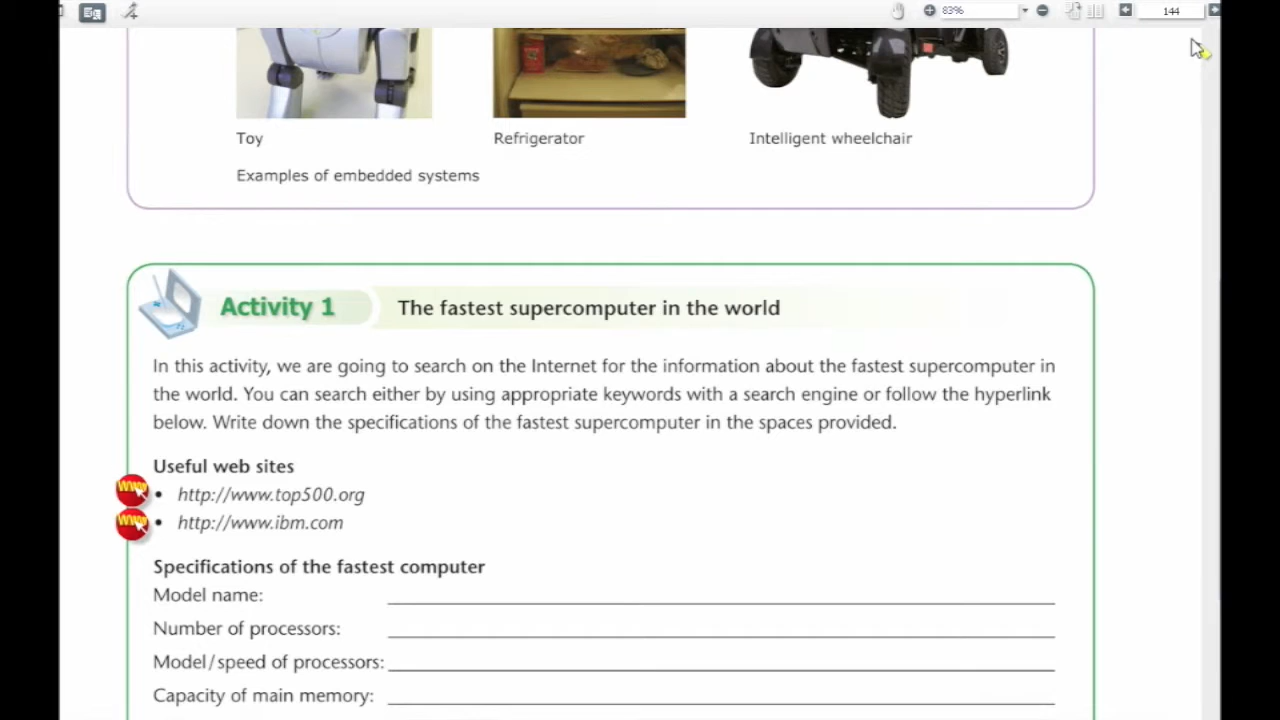 83%
144
Toy
Refrigerator
Intelligent wheelchair
Examples of embedded systems
Activity 1
The fastest supercomputer in the world
In this activity, we are going to search on the Internet for the information about the fastest supercomputer in
the world. You can search either by using appropriate keywords with a search engine or follow the hyperlink
below. Write down the specifications of the fastest supercomputer in the spaces provided.
Useful web sites
WWW
• http://www.top500.org
WWW
• http://www.ibm.com
Specifications of the fastest computer
Model name:
Number of processors:
Model/speed of processors:
Capacity of main memory: